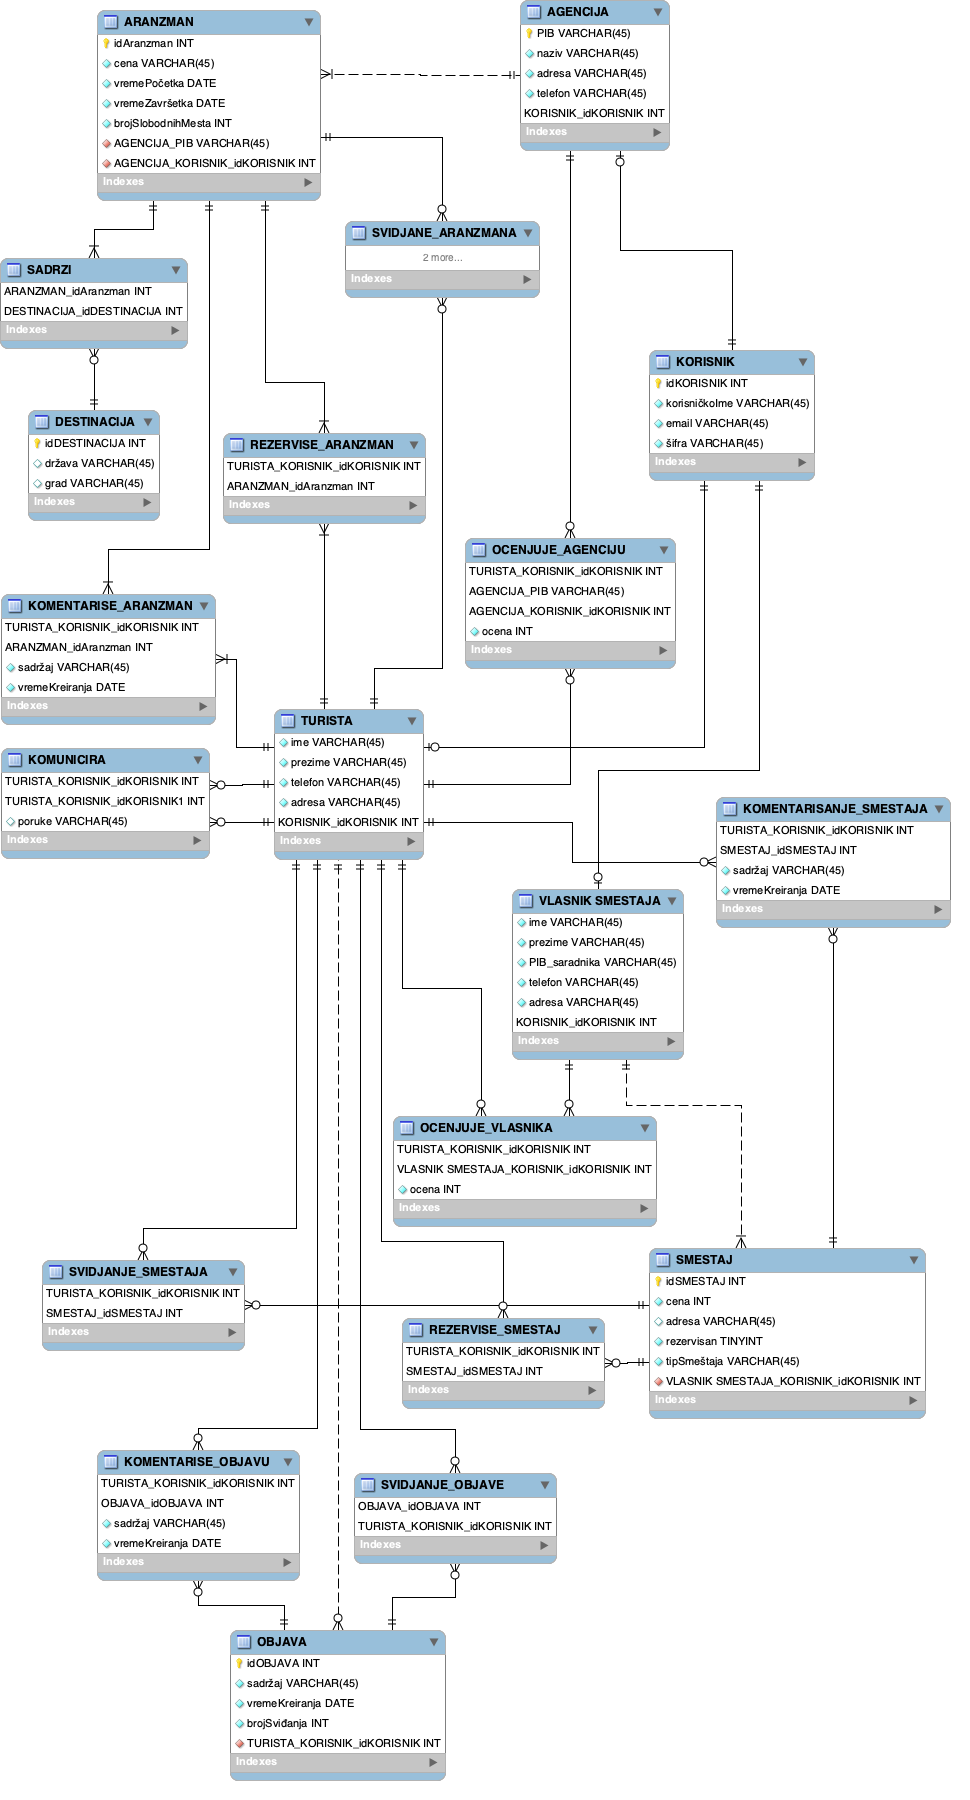 ARANZMAN
idAranzman INT
cena VARCHAR(45)
vremePočetka DATE
vremeZavršetka DATE
brojSlobodnihMesta INT
AGENCIJA_PIB VARCHAR(45)
AGENCIJA_KORISNIK_idKORISNIK INT
Indexes
AGENCIJA
PIB VARCHAR(45)
naziv VARCHAR(45)
adresa VARCHAR(45)
telefon VARCHAR(45)
KORISNIK_idKORISNIK INT
Indexes
SVIDJANE_ARANZMANA
2 more...
Indexes
SADRZI
ARANZMAN_idAranzman INT
DESTINACIJA_idDESTINACIJA INT
Indexes
KORISNIK
idKORISNIK INT
korisničkoIme VARCHAR(45)
email VARCHAR(45)
šifra VARCHAR(45)
Indexes
DESTINACIJA
idDESTINACIJA INT
država VARCHAR(45)
grad VARCHAR(45)
Indexes
REZERVISE_ARANZMAN
TURISTA_KORISNIK_idKORISNIK INT
ARANZMAN_idAranzman INT
Indexes
OCENJUJE_AGENCIJU
TURISTA_KORISNIK_idKORISNIK INT
AGENCIJA_PIB VARCHAR(45)
AGENCIJA_KORISNIK_idKORISNIK INT
ocena INT
Indexes
KOMENTARISE_ARANZMAN
TURISTA_KORISNIK_idKORISNIK INT
ARANZMAN_idAranzman INT
sadržaj VARCHAR(45)
vremeKreiranja DATE
Indexes
TURISTA
ime VARCHAR(45)
prezime VARCHAR(45)
telefon VARCHAR(45)
adresa VARCHAR(45)
KORISNIK_idKORISNIK INT
Indexes
KOMUNICIRA
TURISTA_KORISNIK_idKORISNIK INT
TURISTA_KORISNIK_idKORISNIK1 INT
poruke VARCHAR(45)
Indexes
KOMENTARISANJE_SMESTAJA
TURISTA_KORISNIK_idKORISNIK INT
SMESTAJ_idSMESTAJ INT
sadržaj VARCHAR(45)
vremeKreiranja DATE
Indexes
VLASNIK SMESTAJA
ime VARCHAR(45)
prezime VARCHAR(45)
PIB_saradnika VARCHAR(45)
telefon VARCHAR(45)
adresa VARCHAR(45)
KORISNIK_idKORISNIK INT
Indexes
OCENJUJE_VLASNIKA
TURISTA_KORISNIK_idKORISNIK INT
VLASNIK SMESTAJA_KORISNIK_idKORISNIK INT
ocena INT
Indexes
SVIDJANJE_SMESTAJA
TURISTA_KORISNIK_idKORISNIK INT
SMESTAJ_idSMESTAJ INT
Indexes
SMESTAJ
idSMESTAJ INT
cena INT
adresa VARCHAR(45)
rezervisan TINYINT
tipSmeštaja VARCHAR(45)
VLASNIK SMESTAJA_KORISNIK_idKORISNIK INT
Indexes
REZERVISE_SMESTAJ
TURISTA_KORISNIK_idKORISNIK INT
SMESTAJ_idSMESTAJ INT
Indexes
KOMENTARISE_OBJAVU
TURISTA_KORISNIK_idKORISNIK INT
OBJAVA_idOBJAVA INT
sadržaj VARCHAR(45)
vremeKreiranja DATE
Indexes
SVIDJANJE_OBJAVE
OBJAVA_idOBJAVA INT
TURISTA_KORISNIK_idKORISNIK INT
Indexes
OBJAVA
idOBJAVA INT
sadržaj VARCHAR(45)
vremeKreiranja DATE
brojSviđanja INT
TURISTA_KORISNIK_idKORISNIK INT
Indexes